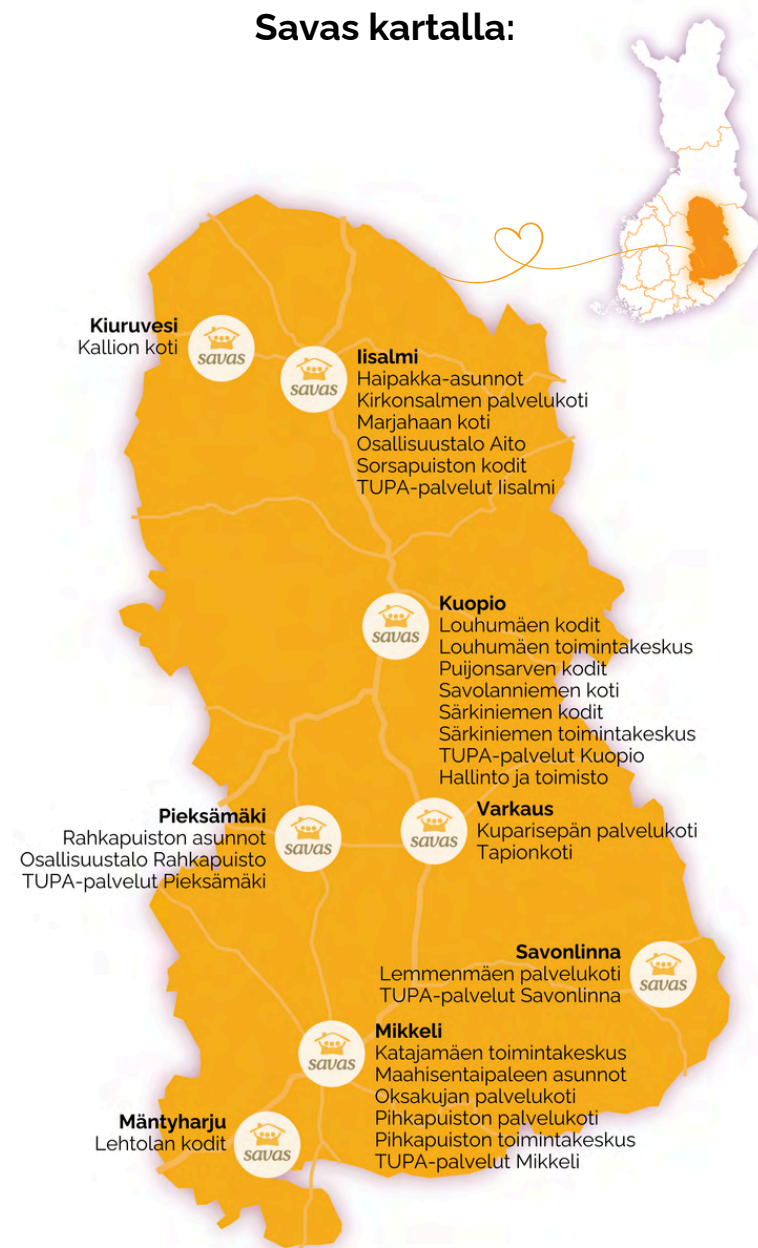 Savas kartalla:
Kiuruvesi
Kallion koti
savas
savas
Iisalmi
Haipakka-asunnot
Kirkonsalmen palvelukoti
Marjahaan koti
Osallisuustalo Aito
Sorsapuiston kodit
TUPA-palvelut Iisalmi
savas
Kuopio
Louhumäen kodit
Louhumäen toimintakeskus
Puijonsarven kodit
Savolanniemen koti
Särkiniemen kodit
Särkiniemen toimintakeskus
TUPA-palvelut Kuopio
Hallinto ja toimisto
Pieksämäki
Rahkapuiston asunnot
Osallisuustalo Rahkapuisto
TUPA-palvelut Pieksämäki
savas
savas
Varkaus
Kuparisepän palvelukoti
Tapionkoti
Savonlinna
Lemmenmäen palvelukoti
TUPA-palvelut Savonlinna
savas
savas
Mikkeli
Katajamäen toimintakeskus
Maahisentaipaleen asunnot
Oksakujan palvelukoti
Pihkapuiston palvelukoti
Pihkapuiston toimintakeskus
TUPA-palvelut Mikkeli
Mäntyharju
Lehtolan kodit
savas